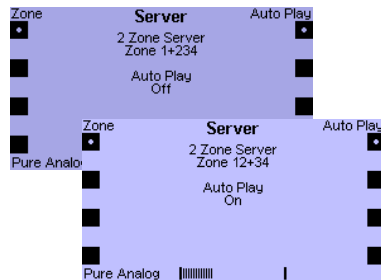 Zone Server Auto Play
2 Zone Server
Zone 1+234
Auto Play
Off
Pure Analo
Zone Server Auto Play
2 Zone Server
Zone 12+34
Auto Play
On
Pure Analog